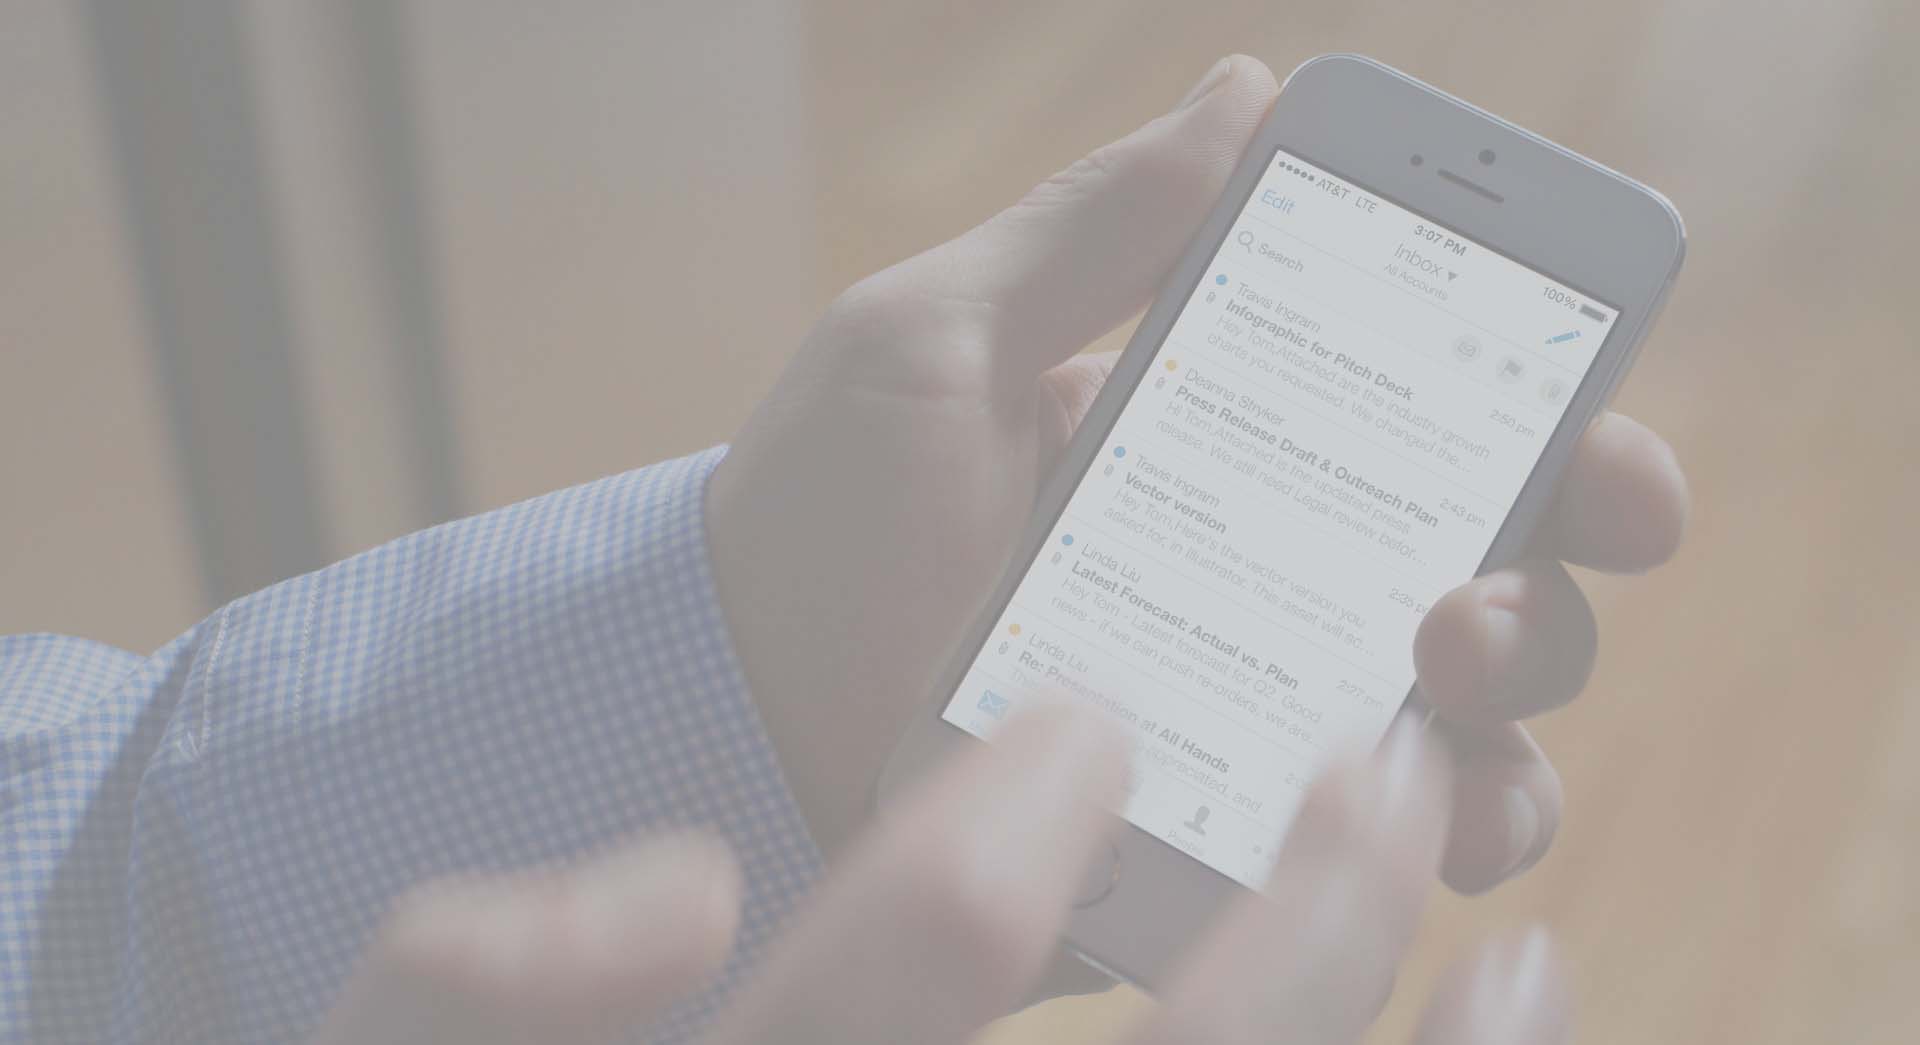 AT&T LTE
3:07 PM
100%
Edit
Inbox
All Accounts
Search
Travis Ingram
2:50 pm
Infographic for Pitch Deck
Hey Tom,Attached are the industry growth
charts you requested. We changed the...
Deanna Stryker
2:43 pm
Press Release Draft & Outreach Plan
Hi Tom,Attached is the updated press
release. We still need Legal review befor...
Travis Ingram
2:35 p
Vector version
Hey Tom,Here's the vector version you
asked for, in Illustrator. This asset will sc...
Linda Liu
2:27 pm
Latest Forecast: Actual vs. Plan
Hey Tom - Latest forecast for Q2. Good
news - if we can push re-orders, we are...
Linda Liu
Re: Presentation at All Hands
appreciated, and
People